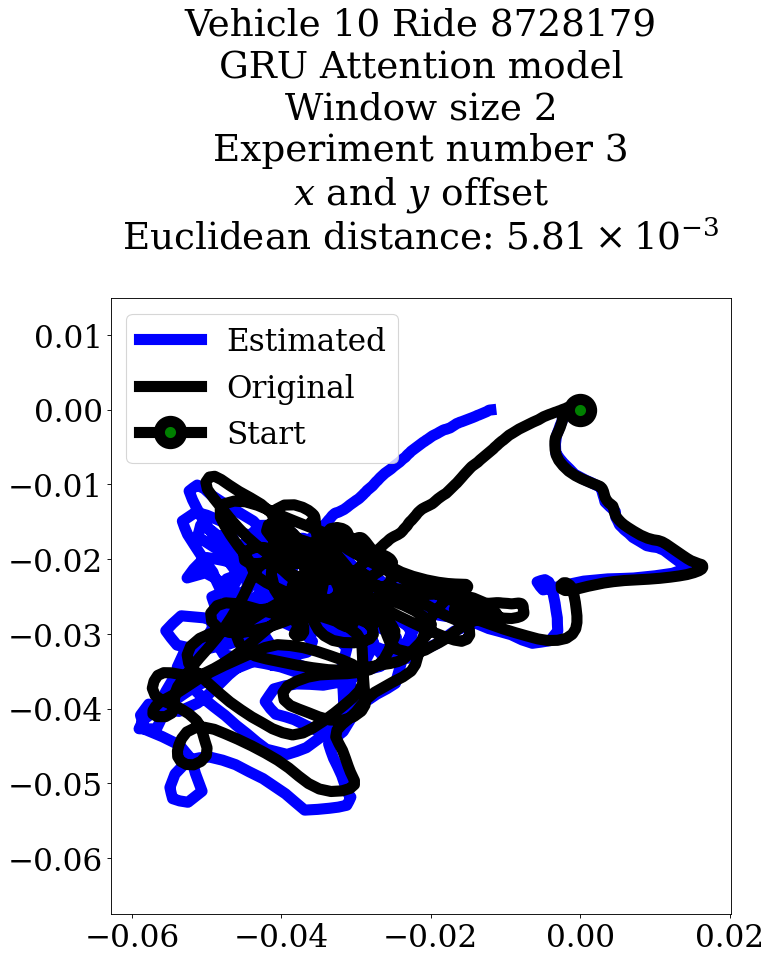 Vehicle 10 Ride 8728179
GRU Attention model
Window size 2
Experiment number 3
x and y offset
Euclidean distance: 5.81 × 10⁻³
Estimated
Original
Start
0.01
0.00
−0.01
−0.02
−0.03
−0.04
−0.05
−0.06
−0.06 −0.04 −0.02 0.00 0.02